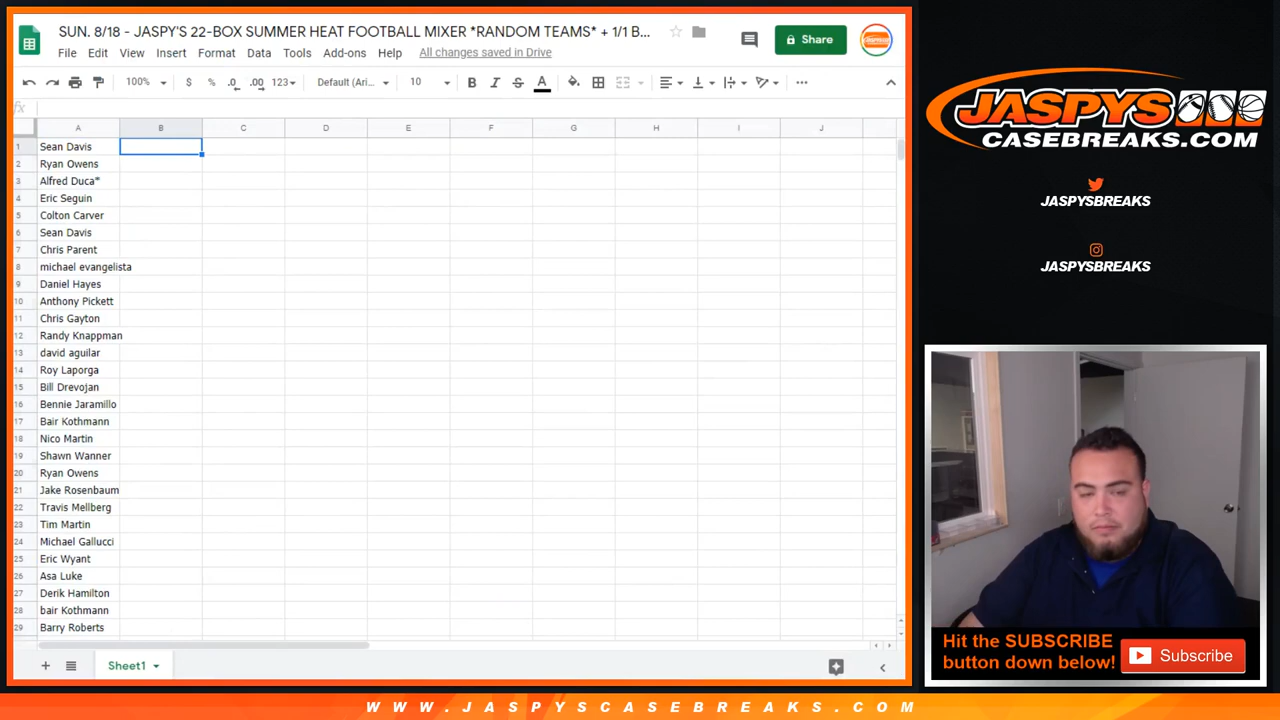 SUN. 8/18 - JASPY'S 22-BOX SUMMER HEAT FOOTBALL MIXER *RANDOM TEAMS* + 1/1 B...
File Edit View Insert Format Data Tools Add-ons Help All changes saved in Drive
Share
100% $ % .0 .00 123 Default (Ari... 10 B I S A
fx
A B C D E F G H I J
1 Sean Davis
2 Ryan Owens
3 Alfred Duca*
4 Eric Seguin
5 Colton Carver
6 Sean Davis
7 Chris Parent
8 michael evangelista
9 Daniel Hayes
10 Anthony Pickett
11 Chris Gayton
12 Randy Knappman
13 david aguilar
14 Roy Laporga
15 Bill Drevojan
16 Bennie Jaramillo
17 Bair Kothmann
18 Nico Martin
19 Shawn Wanner
20 Ryan Owens
21 Jake Rosenbaum
22 Travis Mellberg
23 Tim Martin
24 Michael Gallucci
25 Eric Wyant
26 Asa Luke
27 Derik Hamilton
28 bair Kothmann
29 Barry Roberts
Sheet1
JASPYS
CASEBREAKS.COM
JASPYSBREAKS
JASPYSBREAKS
Hit the SUBSCRIBE
button down below!
Subscribe
WWW.JASPYSCASEBREAKS.COM